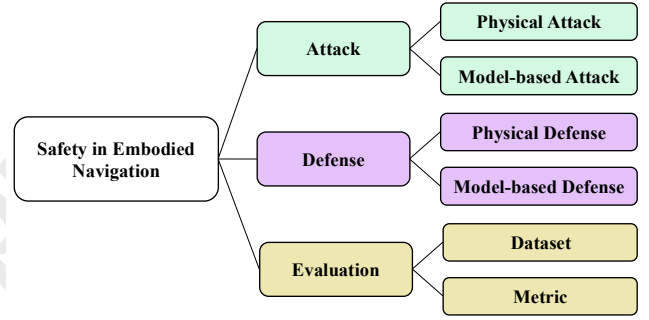 Safety in Embodied
Navigation
Attack
Physical Attack
Model-based Attack
Defense
Physical Defense
Model-based Defense
Evaluation
Dataset
Metric